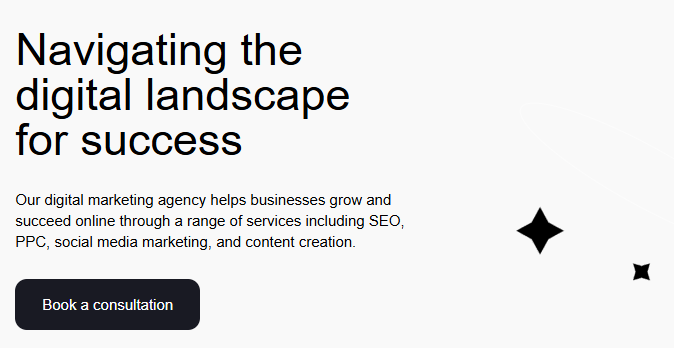 Navigating the
digital landscape
for success
Our digital marketing agency helps businesses grow and
succeed online through a range of services including SEO,
PPC, social media marketing, and content creation.
Book a consultation